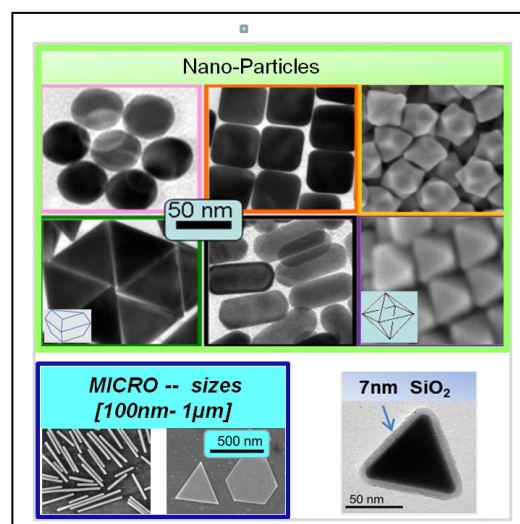 Nano-Particles
50 nm
MICRO -- sizes
[100nm- 1µm]
500 nm
7nm SiO₂
50 nm